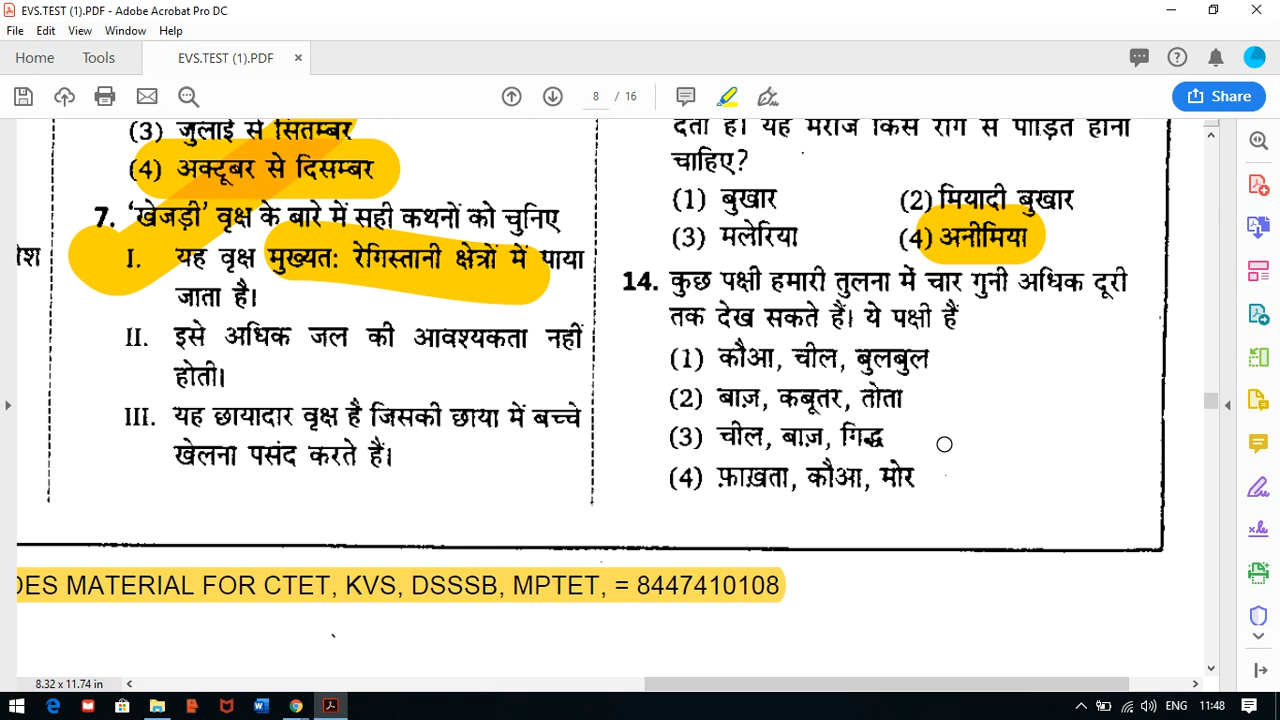 EVS.TEST (1).PDF - Adobe Acrobat Pro DC
File Edit View Window Help
Home Tools EVS.TEST (1).PDF ×
8 / 16
Share
(3) जुलाई से सितम्बर
(4) अक्टूबर से दिसम्बर
7. ‘खेजड़ी’ वृक्ष के बारे में सही कथनों को चुनिए
I. यह वृक्ष मुख्यत: रेगिस्तानी क्षेत्रों में पाया
जाता है।
II. इसे अधिक जल की आवश्यकता नहीं
होती।
III. यह छायादार वृक्ष है जिसकी छाया में बच्चे
खेलना पसंद करते हैं।
देता है। यह मरीज किस रोग से पीड़ित होना
चाहिए?
(1) बुखार (2) मियादी बुखार
(3) मलेरिया (4) अनीमिया
14. कुछ पक्षी हमारी तुलना में चार गुनी अधिक दूरी
तक देख सकते हैं। ये पक्षी हैं
(1) कौआ, चील, बुलबुल
(2) बाज़, कबूतर, तोता
(3) चील, बाज़, गिद्ध
(4) फ़ाख़ता, कौआ, मोर
DES MATERIAL FOR CTET, KVS, DSSSB, MPTET, = 8447410108
8.32 x 11.74 in
ENG 11:48